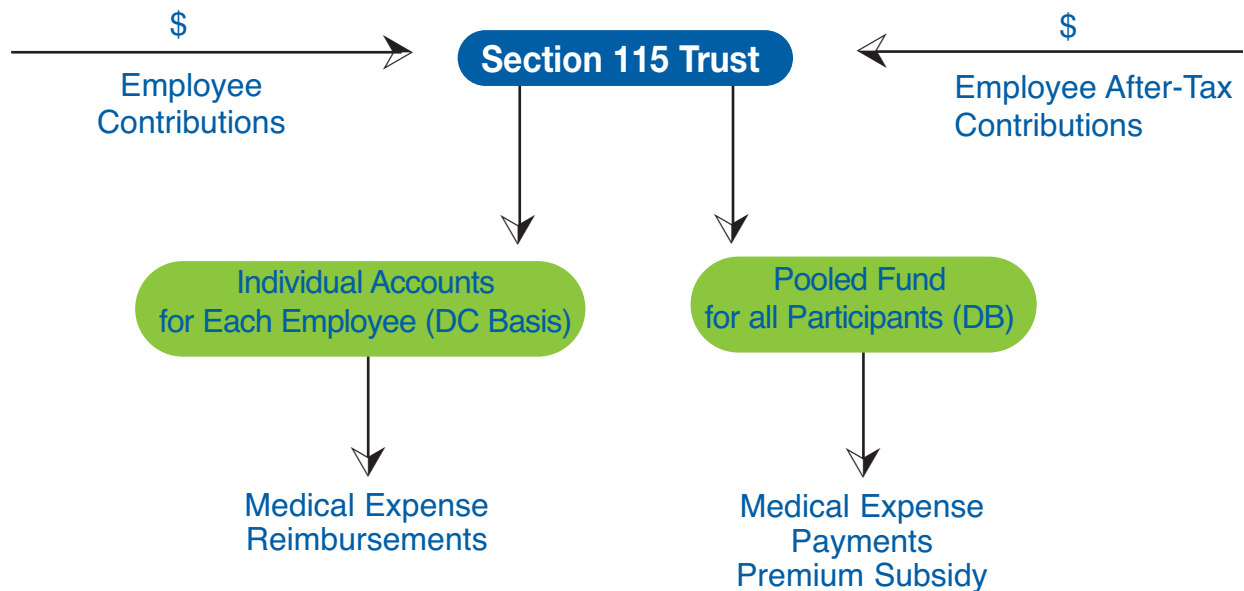 $
Employee
Contributions
Section 115 Trust
$
Employee After-Tax
Contributions
Individual Accounts
for Each Employee (DC Basis)
Pooled Fund
for all Participants (DB)
Medical Expense
Reimbursements
Medical Expense
Payments
Premium Subsidy